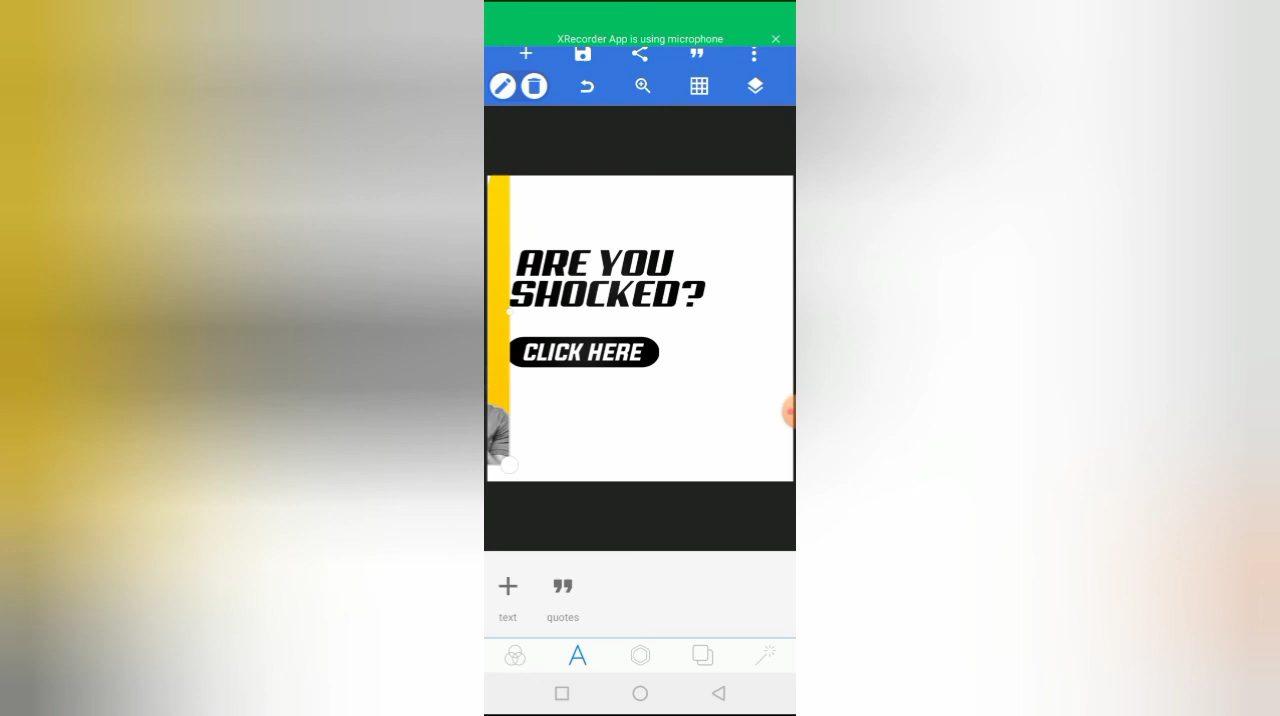 XRecorder App is using microphone
ARE YOU
SHOCKED?
CLICK HERE
text
quotes